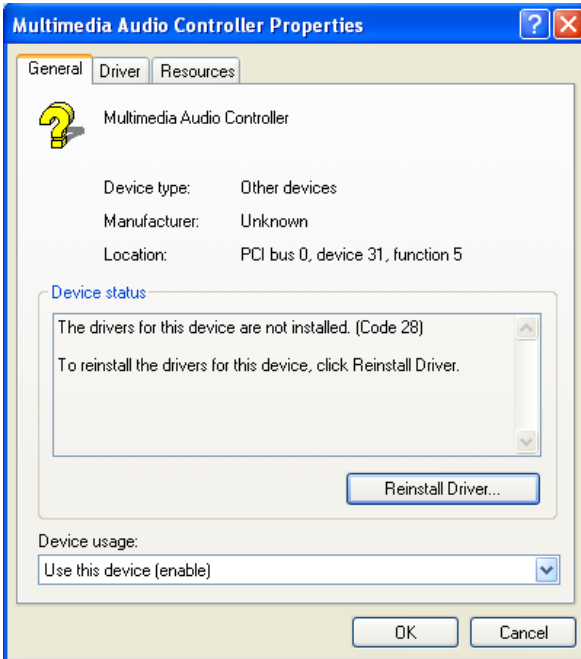 Multimedia Audio Controller Properties
General Driver Resources
Multimedia Audio Controller
Device type: Other devices
Manufacturer: Unknown
Location: PCI bus 0, device 31, function 5
Device status
The drivers for this device are not installed. (Code 28)
To reinstall the drivers for this device, click Reinstall Driver.
Reinstall Driver...
Device usage:
Use this device (enable)
OK Cancel